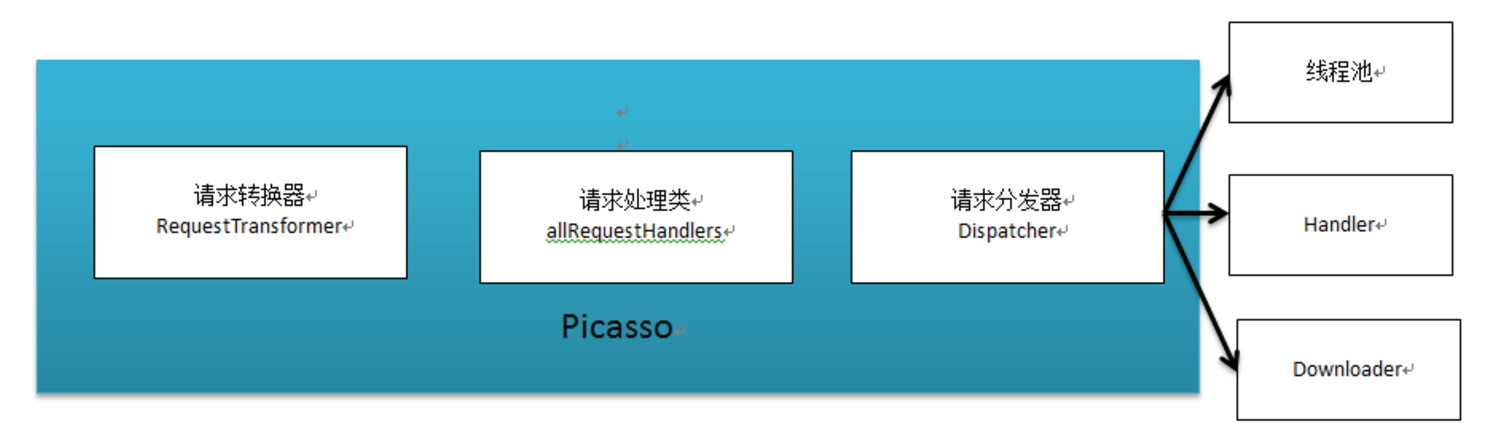 请求转换器
RequestTransformer
请求处理类
allRequestHandlers
请求分发器
Dispatcher
Picasso
线程池
Handler
Downloader